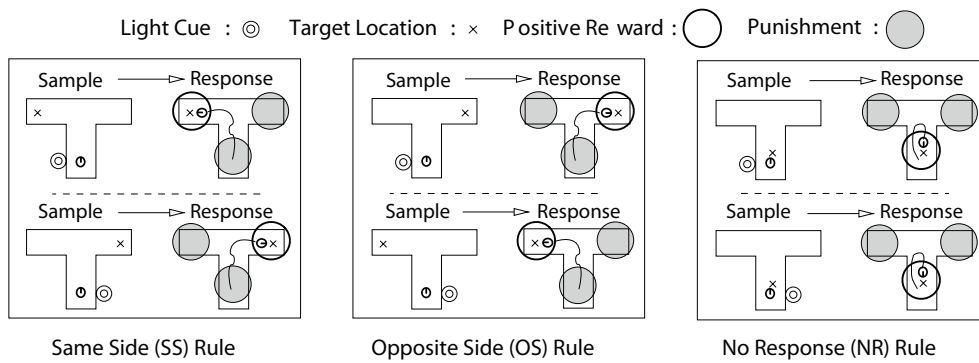 Light Cue : Target Location : × Positive Re ward : Punishment :
Sample Response Sample Response Sample Response
Sample Response Sample Response Sample Response
Same Side (SS) Rule Opposite Side (OS) Rule No Response (NR) Rule